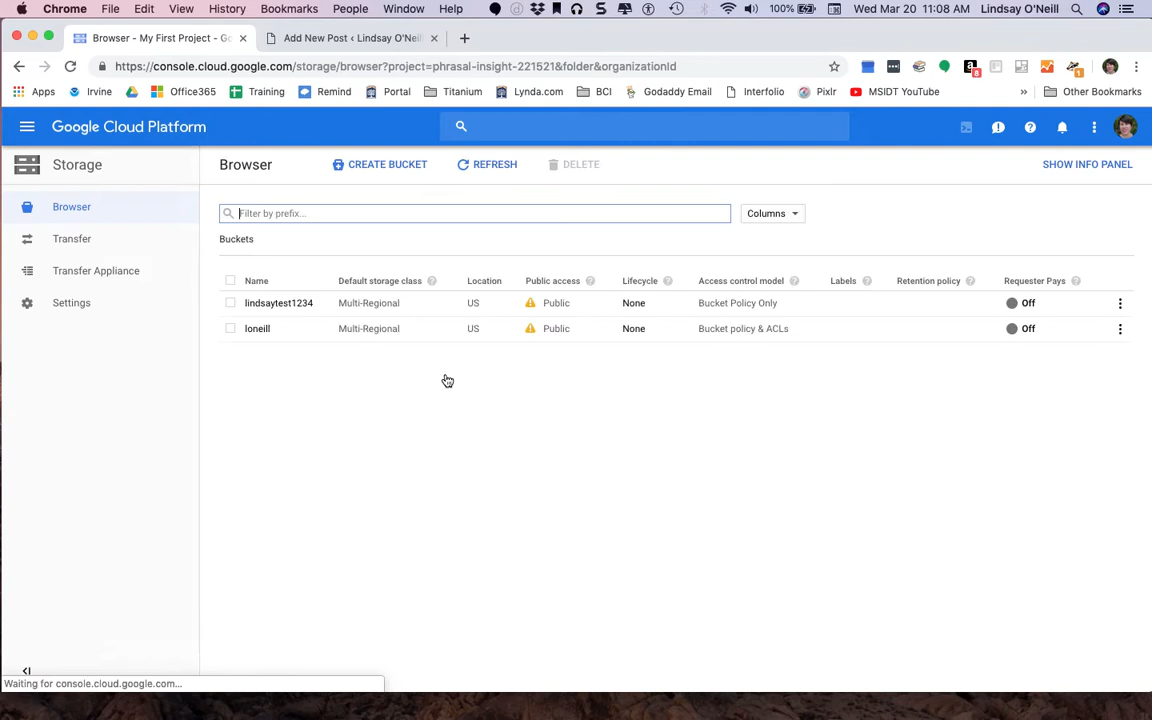 Chrome File Edit View History Bookmarks People Window Help 100% Wed Mar 20 11:08 AM Lindsay O'Neill
Browser - My First Project - Go Add New Post ‹ Lindsay O'Neill
https://console.cloud.google.com/storage/browser?project=phrasal-insight-221521&folder&organizationId
Apps Irvine Office365 Training Remind Portal Titanium Lynda.com BCI Godaddy Email Interfolio Pixlr MSIDT YouTube » Other Bookmarks
Google Cloud Platform
Storage Browser CREATE BUCKET REFRESH DELETE SHOW INFO PANEL
Browser
Transfer
Transfer Appliance
Settings
Filter by prefix... Columns
Buckets
Name Default storage class Location Public access Lifecycle Access control model Labels Retention policy Requester Pays
lindsaytest1234 Multi-Regional US Public None Bucket Policy Only Off
loneill Multi-Regional US Public None Bucket policy & ACLs Off
Waiting for console.cloud.google.com...